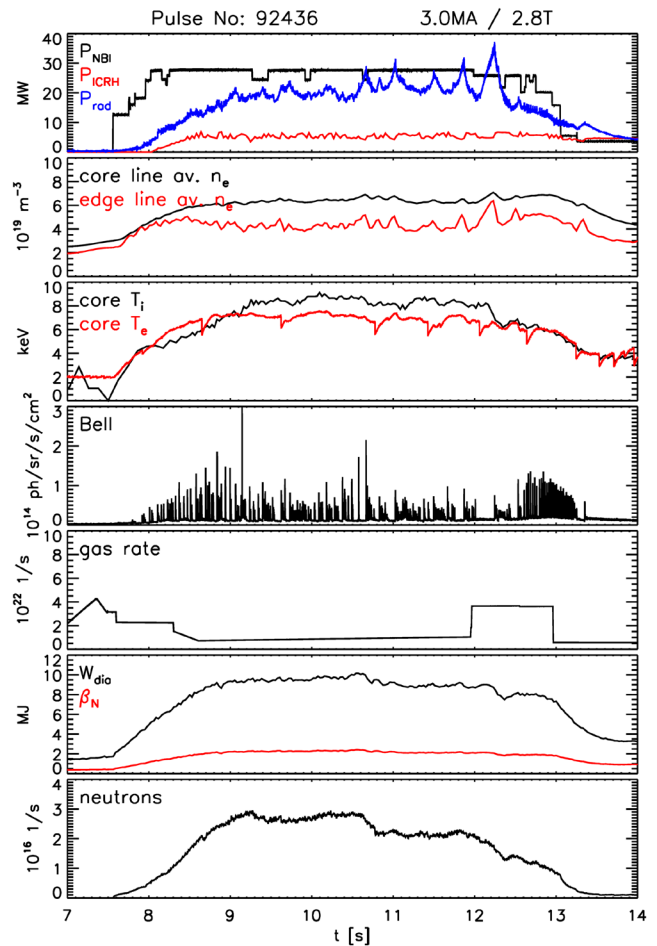 Pulse No: 92436 3.0MA / 2.8T
40
30
20
10
0
MW
P_NBI
P_ICRH
P_rad
10
8
6
4
2
0
10^19 m^-3
core line av. n_e
edge line av. n_e
10
8
6
4
2
0
keV
core T_i
core T_e
3
2
1
0
10^14 ph/sr/s/cm^2
Bell
10
8
6
4
2
0
10^22 1/s
gas rate
12
10
8
6
4
2
0
MJ
W_dia
β_N
4
3
2
1
0
10^16 1/s
neutrons
7 8 9 10 11 12 13 14
t [s]